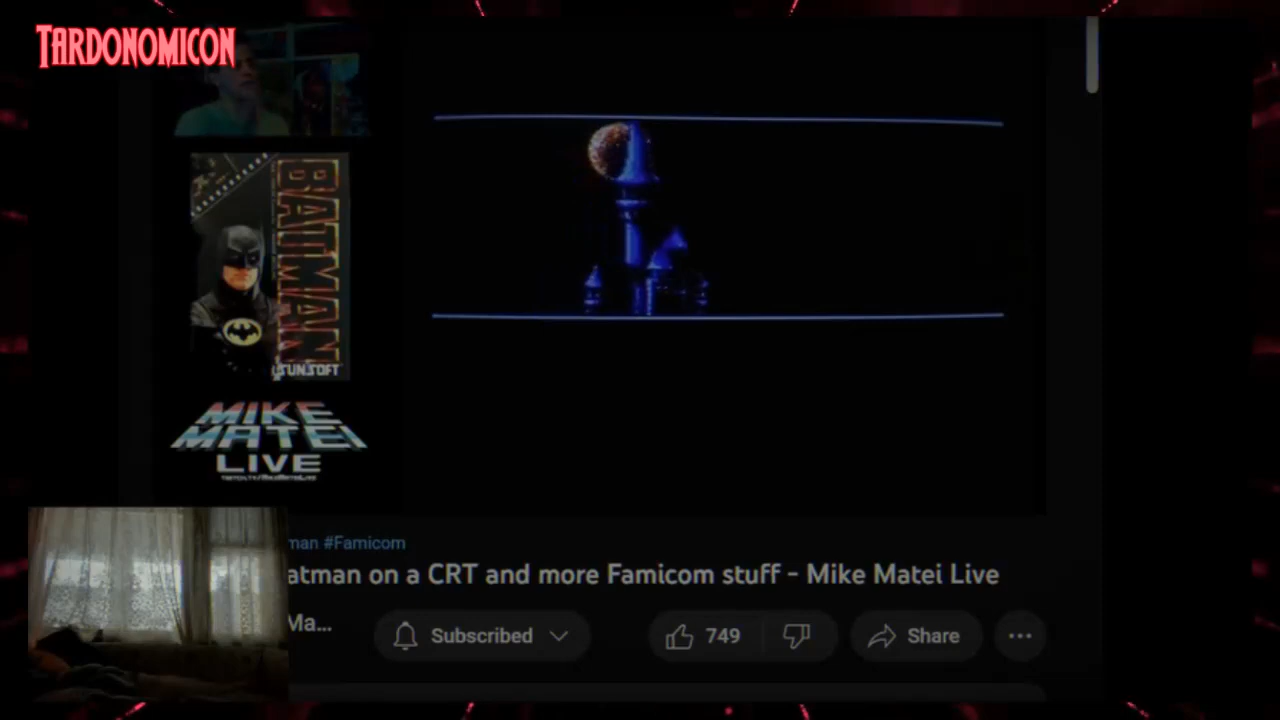 TARDONOMICON
BATMAN
SUNSOFT
MIKE
MATEI
LIVE
man #Famicom
atman on a CRT and more Famicom stuff - Mike Matei Live
Ma...
Subscribed
749
Share